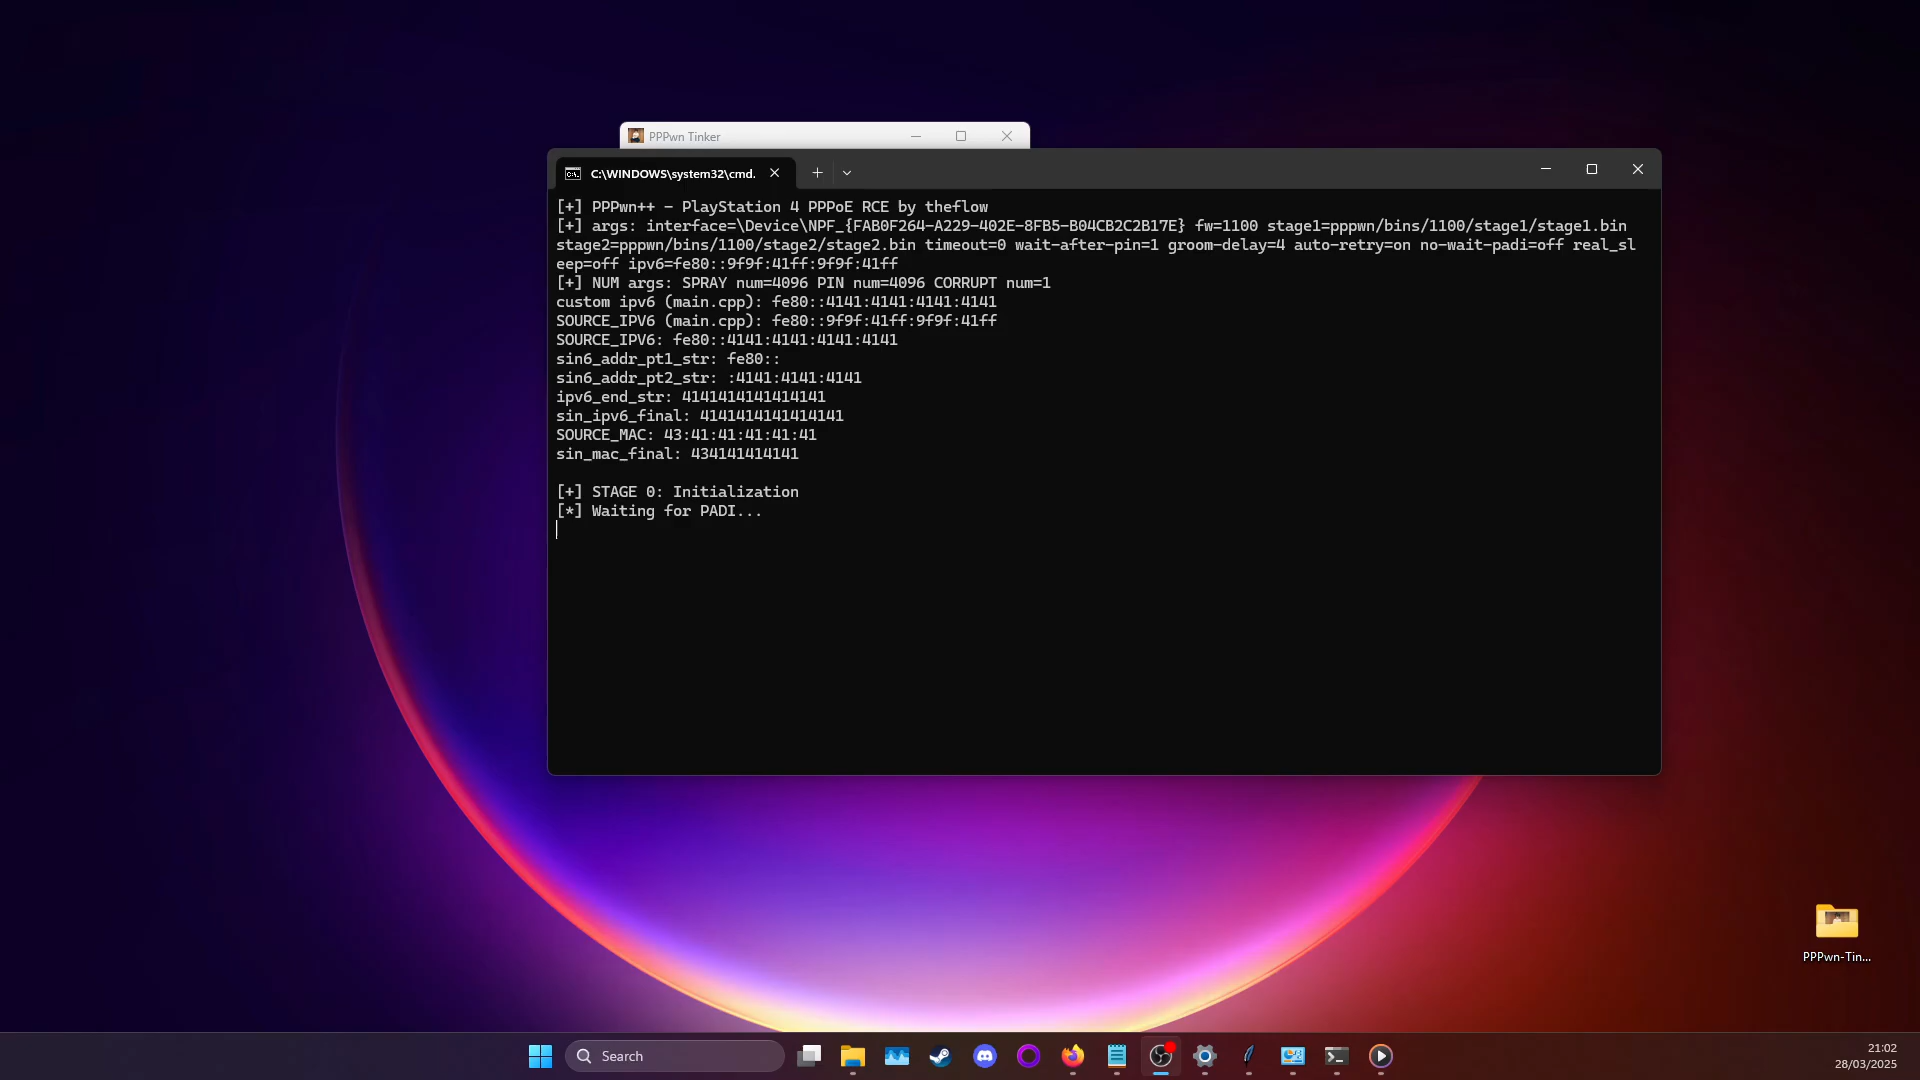 PPPwn Tinker
C:\WINDOWS\system32\cmd.
[+] PPPwn++ - PlayStation 4 PPPoE RCE by theflow
[+] args: interface=\Device\NPF_{FAB0F264-A229-402E-8FB5-B04CB2C2B17E} fw=1100 stage1=pppwn/bins/1100/stage1/stage1.bin
stage2=pppwn/bins/1100/stage2/stage2.bin timeout=0 wait-after-pin=1 groom-delay=4 auto-retry=on no-wait-padi=off real_sl
eep=off ipv6=fe80::9f9f:41ff:9f9f:41ff
[+] NUM args: SPRAY num=4096 PIN num=4096 CORRUPT num=1
custom ipv6 (main.cpp): fe80::4141:4141:4141:4141
SOURCE_IPV6 (main.cpp): fe80::9f9f:41ff:9f9f:41ff
SOURCE_IPV6: fe80::4141:4141:4141:4141
sin6_addr_pt1_str: fe80::
sin6_addr_pt2_str: :4141:4141:4141
ipv6_end_str: 4141414141414141
sin_ipv6_final: 4141414141414141
SOURCE_MAC: 43:41:41:41:41:41
sin_mac_final: 434141414141
[+] STAGE 0: Initialization
[*] Waiting for PADI...
PPPwn-Tin...
Search
21:02
28/03/2025